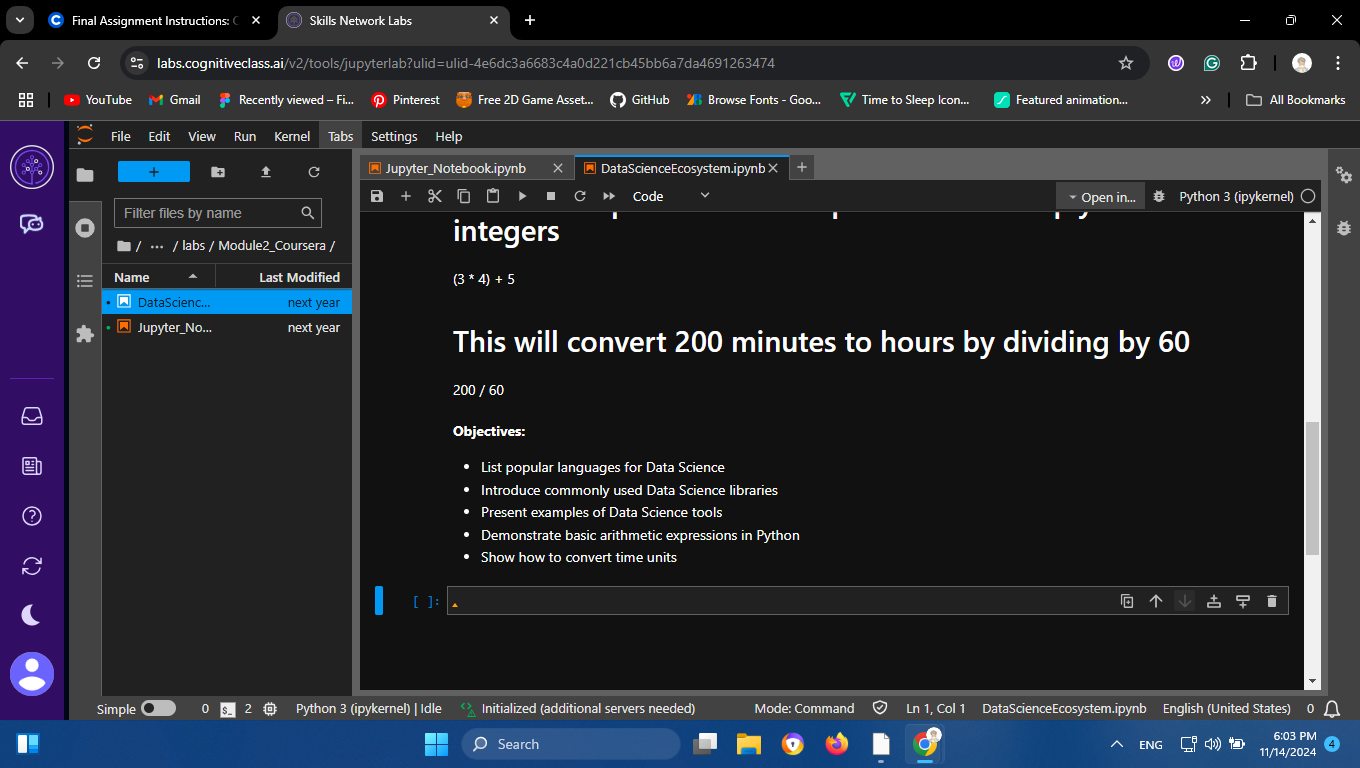 Final Assignment Instructions: C
Skills Network Labs
labs.cognitiveclass.ai/v2/tools/jupyterlab?ulid=ulid-4e6dc3a6683c4a0d221cb45bb6a7da4691263474
YouTube
Gmail
Recently viewed – Fi...
Pinterest
Free 2D Game Asset...
GitHub
Browse Fonts - Goo...
Time to Sleep Icon...
Featured animation...
All Bookmarks
File Edit View Run Kernel Tabs Settings Help
Jupyter_Notebook.ipynb
DataScienceEcosystem.ipynb
Code
Open in...
Python 3 (ipykernel)
Filter files by name
/ ··· / labs / Module2_Coursera /
Name Last Modified
DataScienc... next year
Jupyter_No... next year
integers
(3 * 4) + 5
This will convert 200 minutes to hours by dividing by 60
200 / 60
Objectives:
• List popular languages for Data Science
• Introduce commonly used Data Science libraries
• Present examples of Data Science tools
• Demonstrate basic arithmetic expressions in Python
• Show how to convert time units
[ ]:
Simple 0 $_ 2 Python 3 (ipykernel) | Idle Initialized (additional servers needed) Mode: Command Ln 1, Col 1 DataScienceEcosystem.ipynb English (United States) 0
Search
ENG
6:03 PM
11/14/2024
4